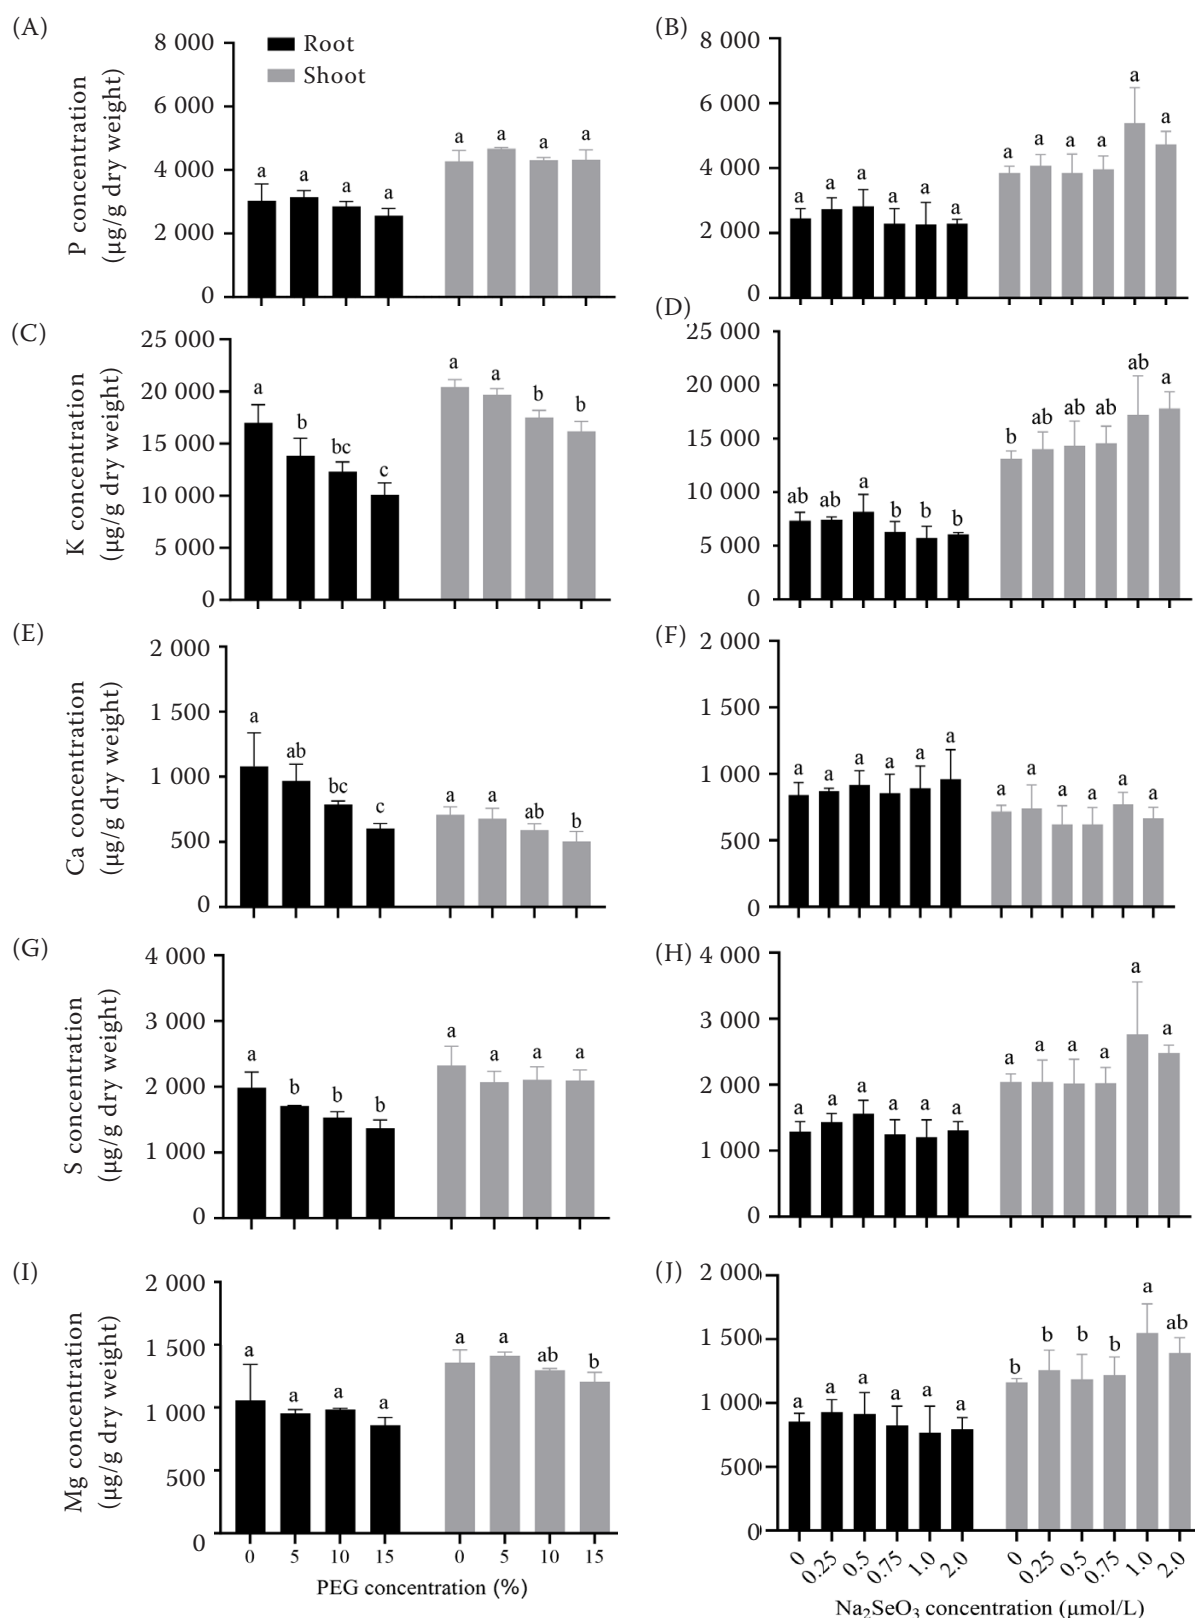 (A)
P concentration
(μg/g dry weight)
8 000
6 000
4 000
2 000
0
Root
Shoot
a a a a a a a a
(B)
8 000
6 000
4 000
2 000
0
a a a a a a a a a a a a
(C)
K concentration
(μg/g dry weight)
25 000
20 000
15 000
10 000
5 000
0
a b bc c a a b b
(D)
25 000
20 000
15 000
10 000
5 000
0
ab ab a b b b b ab ab ab ab a
(E)
Ca concentration
(μg/g dry weight)
2 000
1 500
1 000
500
0
a ab bc c a a ab b
(F)
2 000
1 500
1 000
500
0
a a a a a a a a a a a a
(G)
S concentration
(μg/g dry weight)
4 000
3 000
2 000
1 000
0
a b b b a a a a
(H)
4 000
3 000
2 000
1 000
0
a a a a a a a a a a a a
(I)
Mg concentration
(μg/g dry weight)
2 000
1 500
1 000
500
0
a a a a a a ab b
0 5 10 15 0 5 10 15
PEG concentration (%)
(J)
2 000
1 500
1 000
500
0
a a a a a a b b b b a ab
0 0.25 0.5 0.75 1.0 2.0 0 0.25 0.5 0.75 1.0 2.0
Na₂SeO₃ concentration (μmol/L)